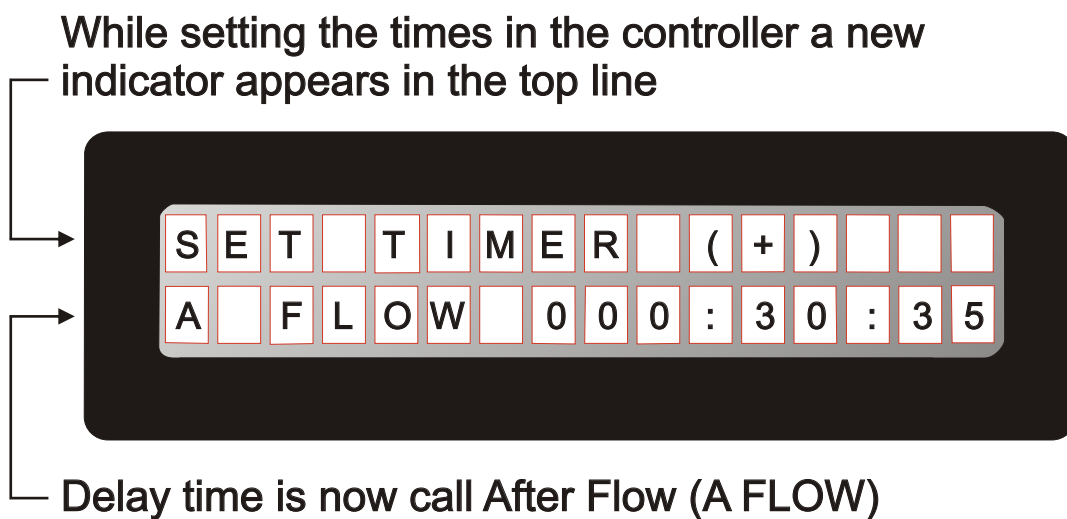 While setting the times in the controller a new
indicator appears in the top line
SET TIMER (+)
A FLOW 000:30:35
Delay time is now call After Flow (A FLOW)